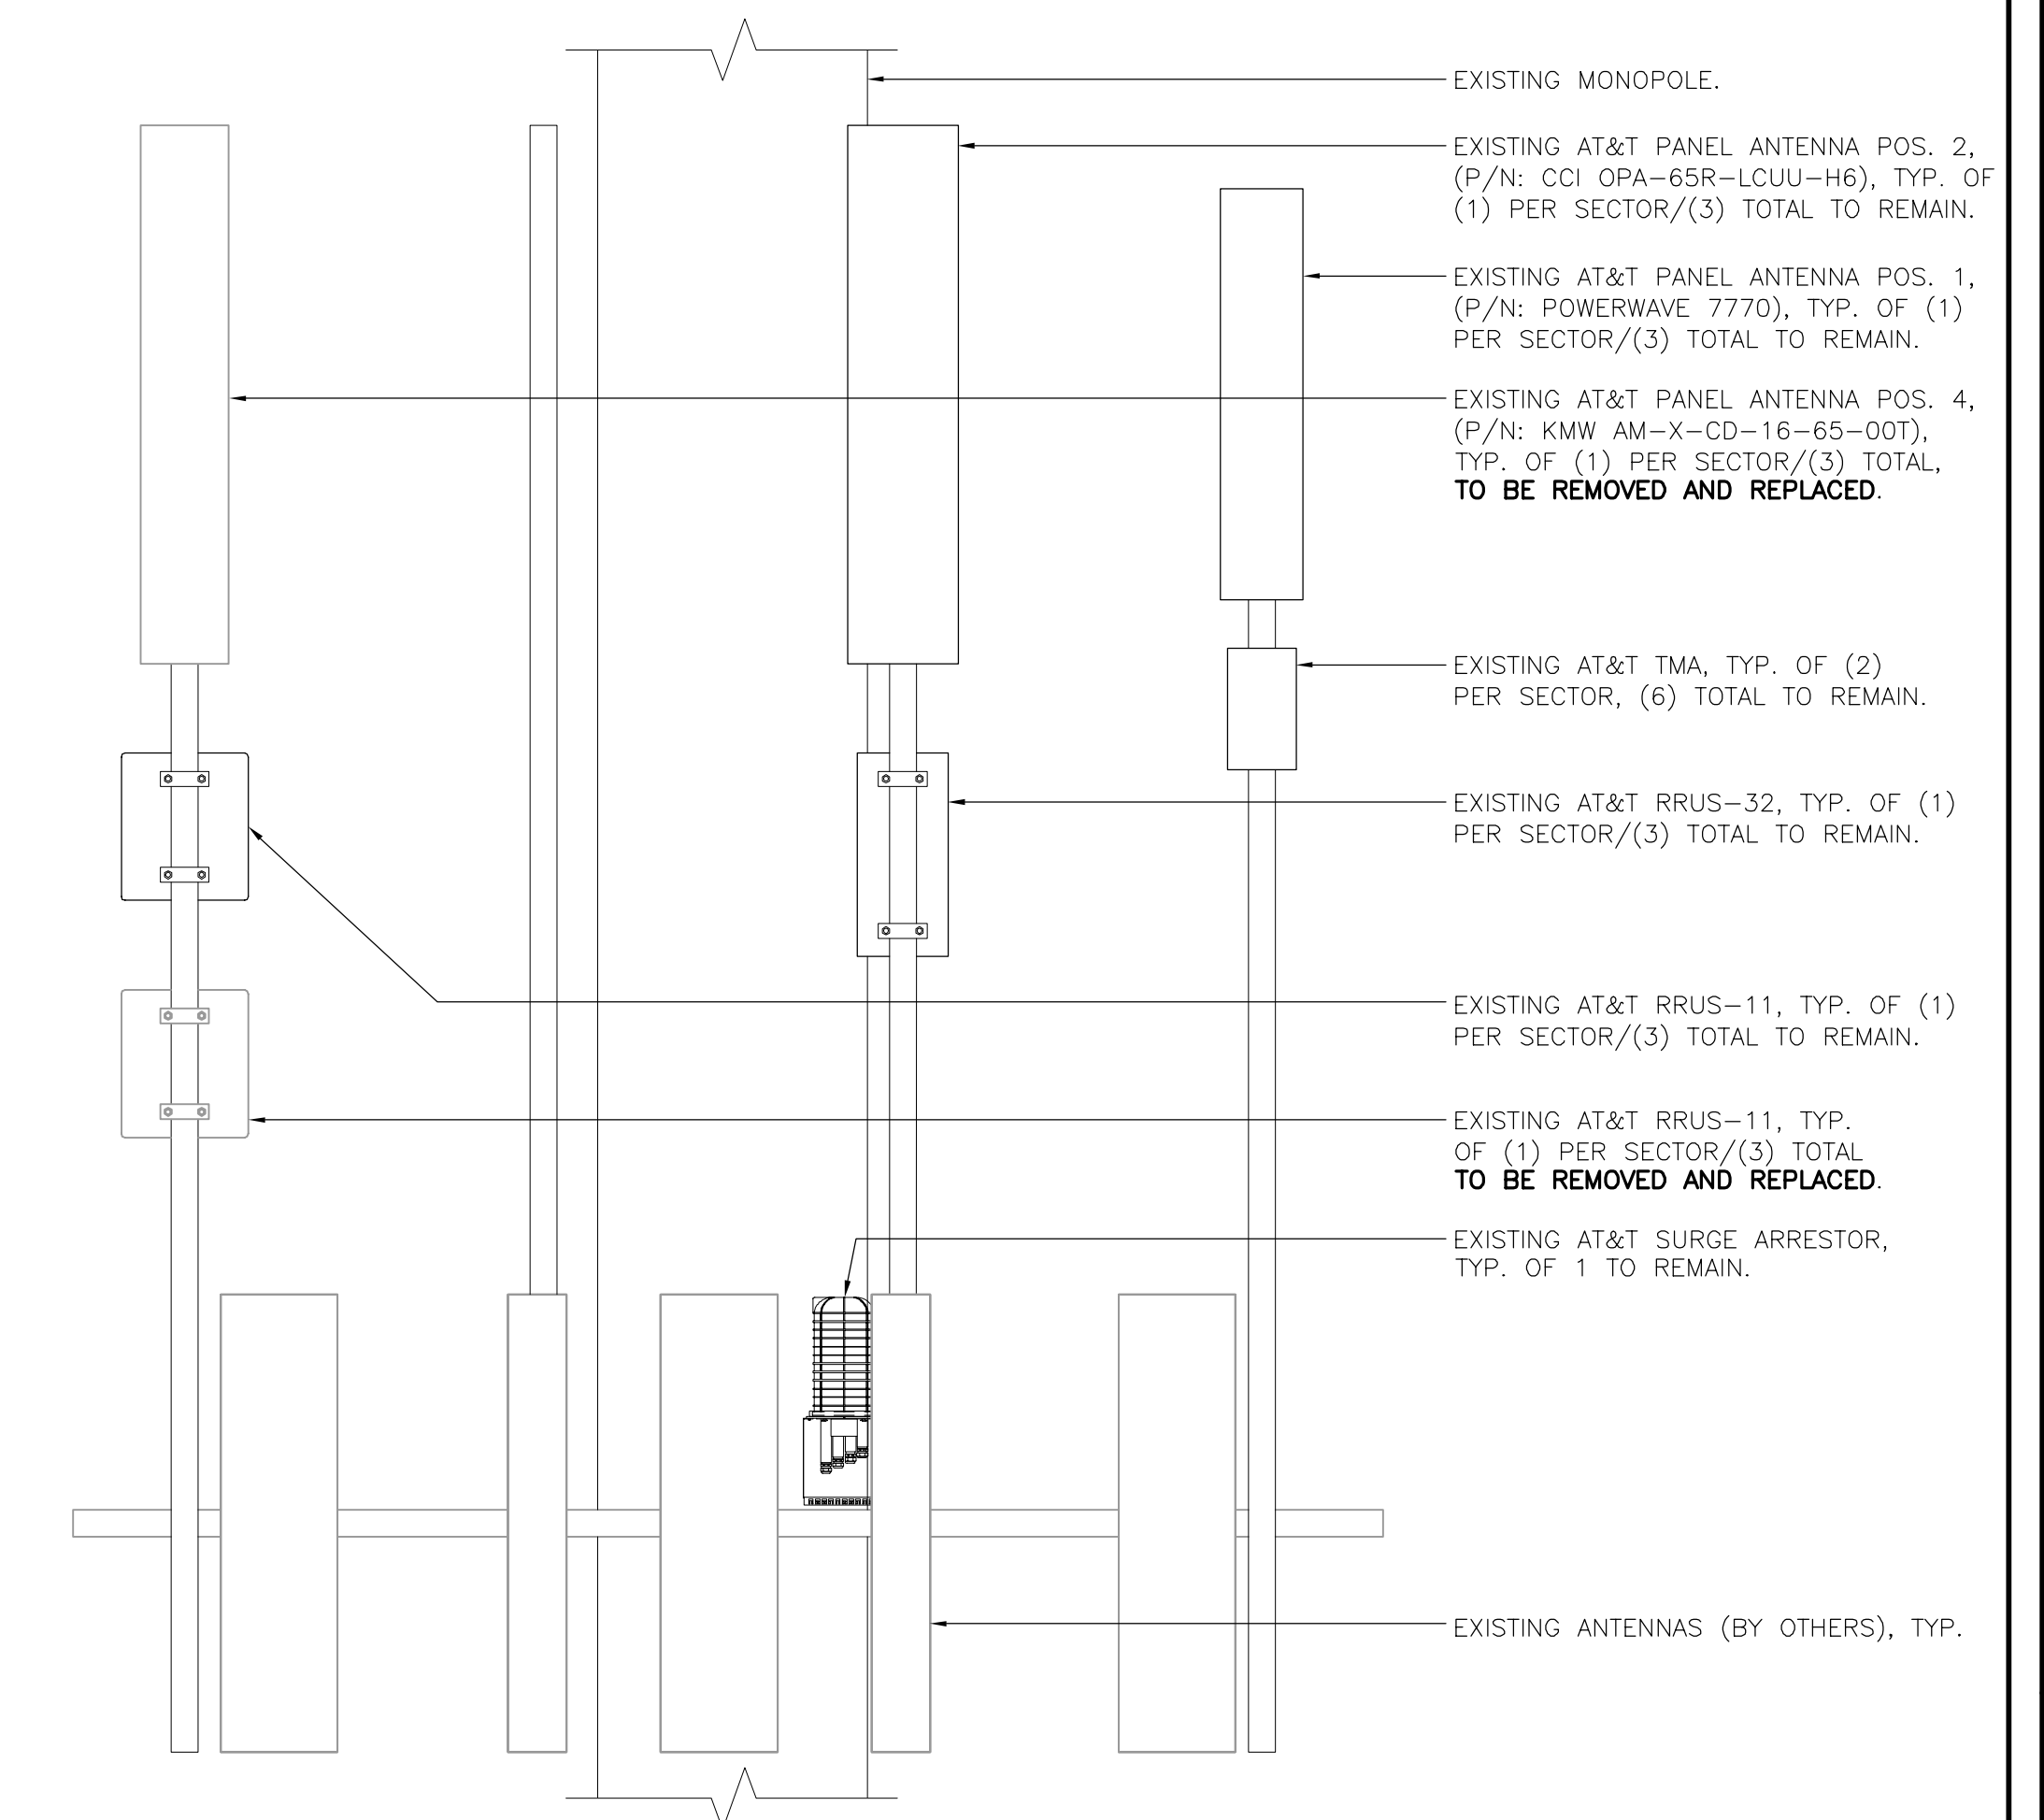 EXISTING MONOPOLE.
EXISTING AT&T PANEL ANTENNA POS. 2,
(P/N: CCI OPA-65R-LCUU-H6), TYP. OF
(1) PER SECTOR/(3) TOTAL TO REMAIN.
EXISTING AT&T PANEL ANTENNA POS. 1,
(P/N: POWERWAVE 7770), TYP. OF (1)
PER SECTOR/(3) TOTAL TO REMAIN.
EXISTING AT&T PANEL ANTENNA POS. 4,
(P/N: KMW AM-X-CD-16-65-00T),
TYP. OF (1) PER SECTOR/(3) TOTAL,
TO BE REMOVED AND REPLACED.
EXISTING AT&T TMA, TYP. OF (2)
PER SECTOR, (6) TOTAL TO REMAIN.
EXISTING AT&T RRUS-32, TYP. OF (1)
PER SECTOR/(3) TOTAL TO REMAIN.
EXISTING AT&T RRUS-11, TYP. OF (1)
PER SECTOR/(3) TOTAL TO REMAIN.
EXISTING AT&T RRUS-11, TYP.
OF (1) PER SECTOR/(3) TOTAL
TO BE REMOVED AND REPLACED.
EXISTING AT&T SURGE ARRESTOR,
TYP. OF 1 TO REMAIN.
EXISTING ANTENNAS (BY OTHERS), TYP.